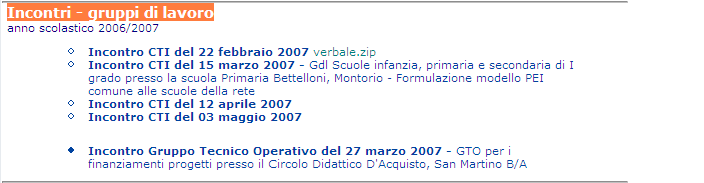 Incontri - gruppi di lavoro
anno scolastico 2006/2007
Incontro CTI del 22 febbraio 2007 verbale.zip
Incontro CTI del 15 marzo 2007 - Gdl Scuole infanzia, primaria e secondaria di I
grado presso la scuola Primaria Bettelloni, Montorio - Formulazione modello PEI
comune alle scuole della rete
Incontro CTI del 12 aprile 2007
Incontro CTI del 03 maggio 2007
Incontro Gruppo Tecnico Operativo del 27 marzo 2007 - GTO per i
finanziamenti progetti presso il Circolo Didattico D'Acquisto, San Martino B/A